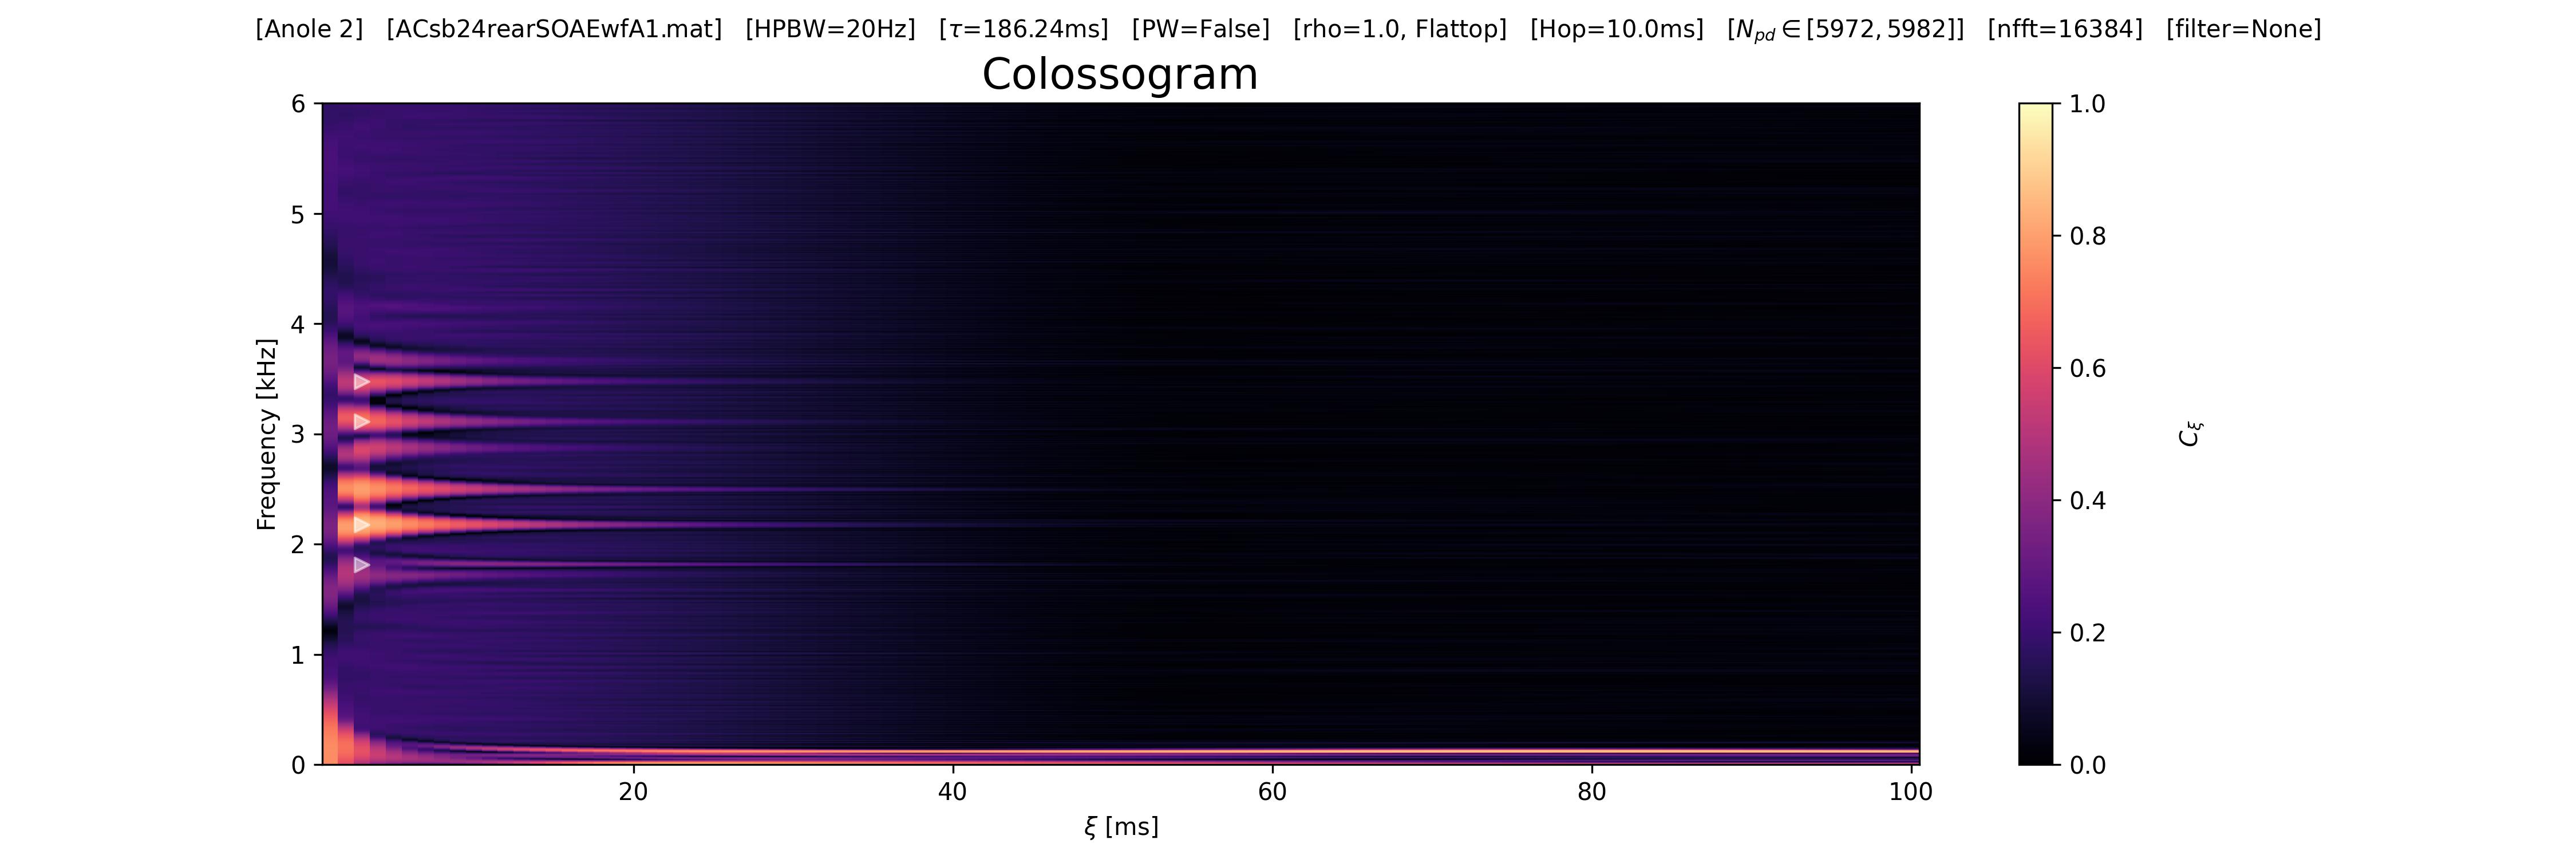 [Anole 2] [ACsb24rearSOAEwfA1.mat] [HPBW=20Hz] [τ=186.24ms] [PW=False] [rho=1.0, Flattop] [Hop=10.0ms] [N_pd ∈ [5972, 5982]] [nfft=16384] [filter=None]
Colossogram
Frequency [kHz]
6
5
4
3
2
1
0
20 40 60 80 100
ξ [ms]
1.0
0.8
0.6
0.4
0.2
0.0
C_ξ